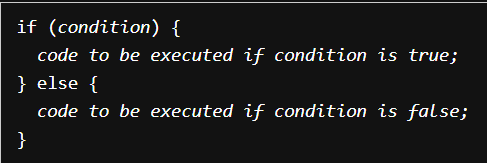 if (condition) {
  code to be executed if condition is true;
} else {
  code to be executed if condition is false;
}